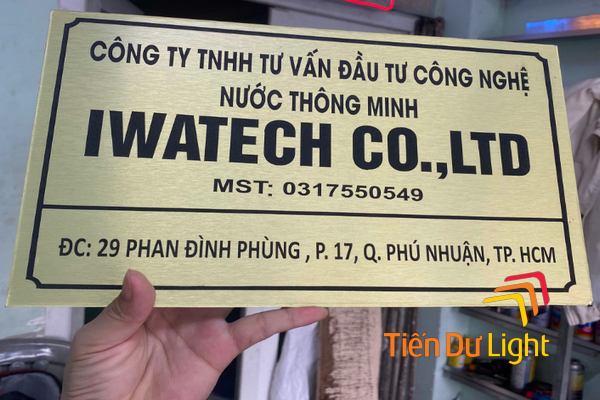 CÔNG TY TNHH TƯ VẤN ĐẦU TƯ CÔNG NGHỆ
NƯỚC THÔNG MINH
IWATECH CO.,LTD
MST: 0317550549
ĐC: 29 PHAN ĐÌNH PHÙNG , P. 17, Q. PHÚ NHUẬN, TP. HCM
Tiến Dư Light